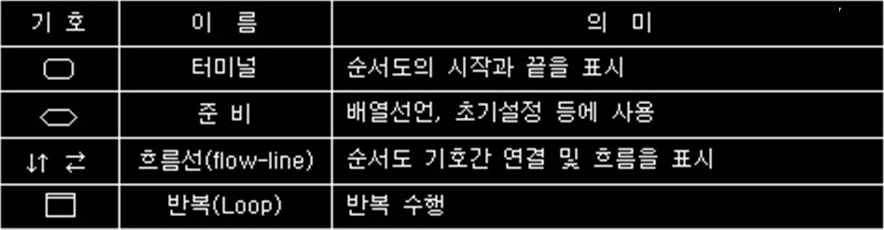 기 호 이 름 의 미
터미널 순서도의 시작과 끝을 표시
준 비 배열선언, 초기설정 등에 사용
↓↑ ⇄ 흐름선(flow-line) 순서도 기호간 연결 및 흐름을 표시
반복(Loop) 반복 수행